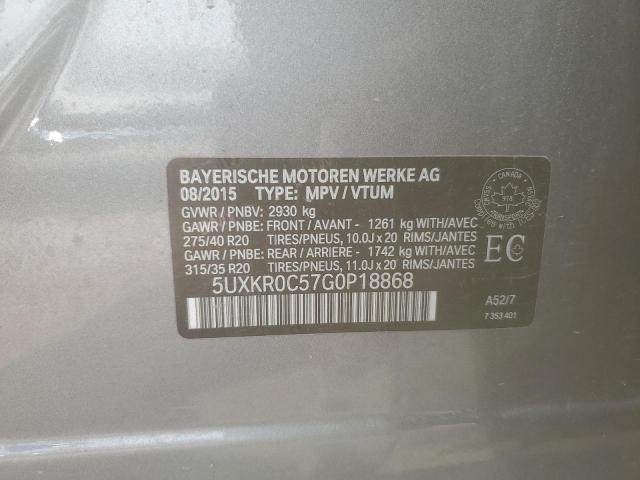 BAYERISCHE MOTOREN WERKE AG
08/2015 TYPE: MPV / VTUM
GVWR / PNBV: 2930 kg
GAWR / PNBE: FRONT / AVANT - 1261 kg WITH/AVEC
275/40 R20 TIRES/PNEUS, 10.0J x 20 RIMS/JANTES
GAWR / PNBE: REAR / ARRIERE - 1742 kg WITH/AVEC
315/35 R20 TIRES/PNEUS, 11.0J x 20 RIMS/JANTES
5UXKR0C57G0P18868
CANADA
EC
A52/7
7 353 401